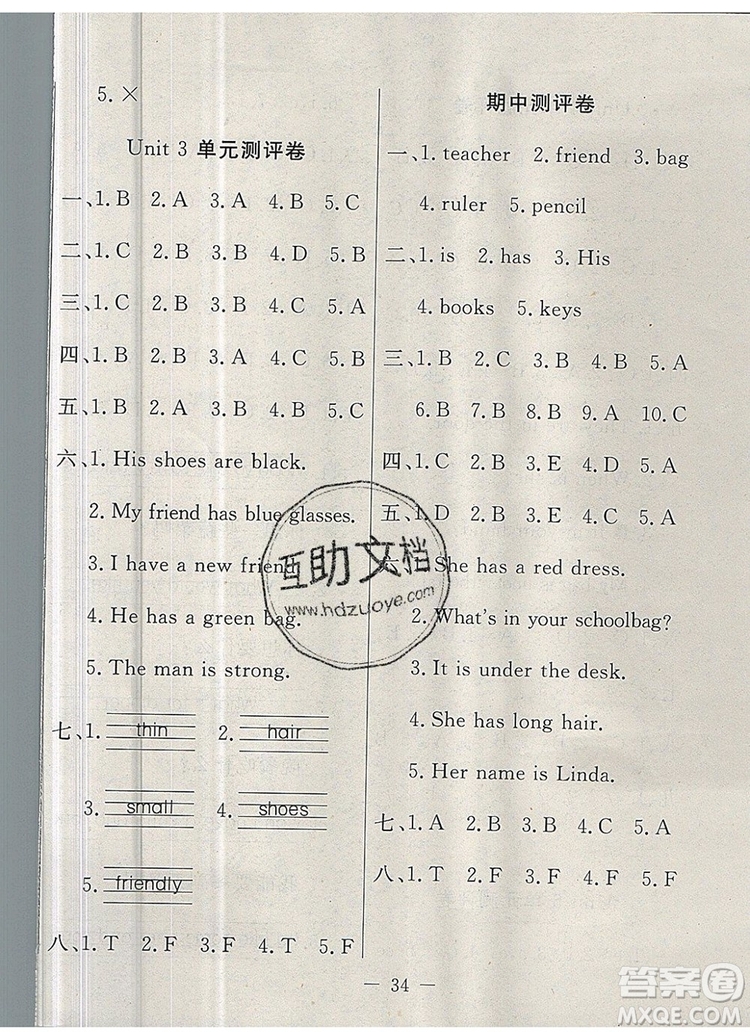 5. ×
Unit 3 单元测评卷
一、1. B 2. A 3. A 4. B 5. C
二、1. C 2. B 3. A 4. D 5. B
三、1. C 2. B 3. B 4. C 5. A
四、1. B 2. B 3. A 4. A 5. C
五、1. B 2. A 3. C 4. B 5. C
六、1. His shoes are black.
2. My friend has blue glasses.
3. I have a new friend
4. He has a green bag.
5. The man is strong.
七、1. thin 2. hair
3. small 4. shoes
5. friendly
八、1. T 2. F 3. F 4. T 5. F
期中测评卷
一、1. teacher 2. friend 3. bag
4. ruler 5. pencil
二、1. is 2. has 3. His
4. books 5. keys
三、1. B 2. C 3. B 4. B 5. A
6. B 7. B 8. B 9. A 10. C
四、1. C 2. B 3. E 4. D 5. A
五、1. D 2. B 3. E 4. A 5. C
She has a red dress.
2. What's in your schoolbag?
3. It is under the desk.
4. She has long hair.
5. Her name is Linda.
七、1. A 2. B 3. B 4. C 5. A
八、1. T 2. F 3. F 4. T 5. T
— 34 —
互助文档
www.hdzuoye.com
答案圈
MXQE.COM